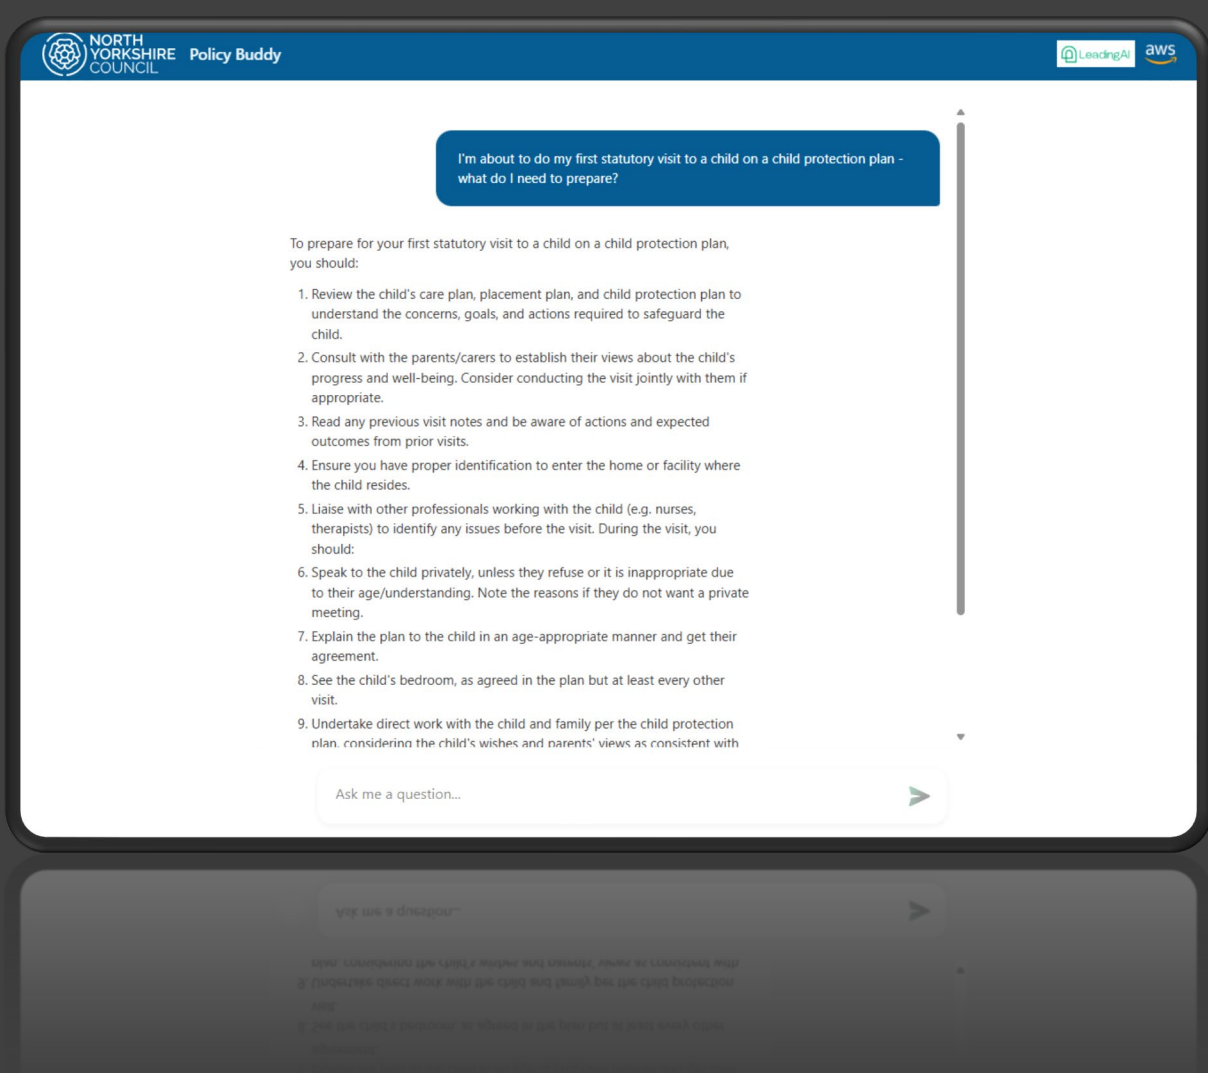 NORTH
YORKSHIRE
COUNCIL
Policy Buddy
LeadingAI
aws
I'm about to do my first statutory visit to a child on a child protection plan -
what do I need to prepare?
To prepare for your first statutory visit to a child on a child protection plan,
you should:
1. Review the child's care plan, placement plan, and child protection plan to
understand the concerns, goals, and actions required to safeguard the
child.
2. Consult with the parents/carers to establish their views about the child's
progress and well-being. Consider conducting the visit jointly with them if
appropriate.
3. Read any previous visit notes and be aware of actions and expected
outcomes from prior visits.
4. Ensure you have proper identification to enter the home or facility where
the child resides.
5. Liaise with other professionals working with the child (e.g. nurses,
therapists) to identify any issues before the visit. During the visit, you
should:
6. Speak to the child privately, unless they refuse or it is inappropriate due
to their age/understanding. Note the reasons if they do not want a private
meeting.
7. Explain the plan to the child in an age-appropriate manner and get their
agreement.
8. See the child's bedroom, as agreed in the plan but at least every other
visit.
9. Undertake direct work with the child and family per the child protection
plan, considering the child's wishes and parents' views as consistent with
Ask me a question...